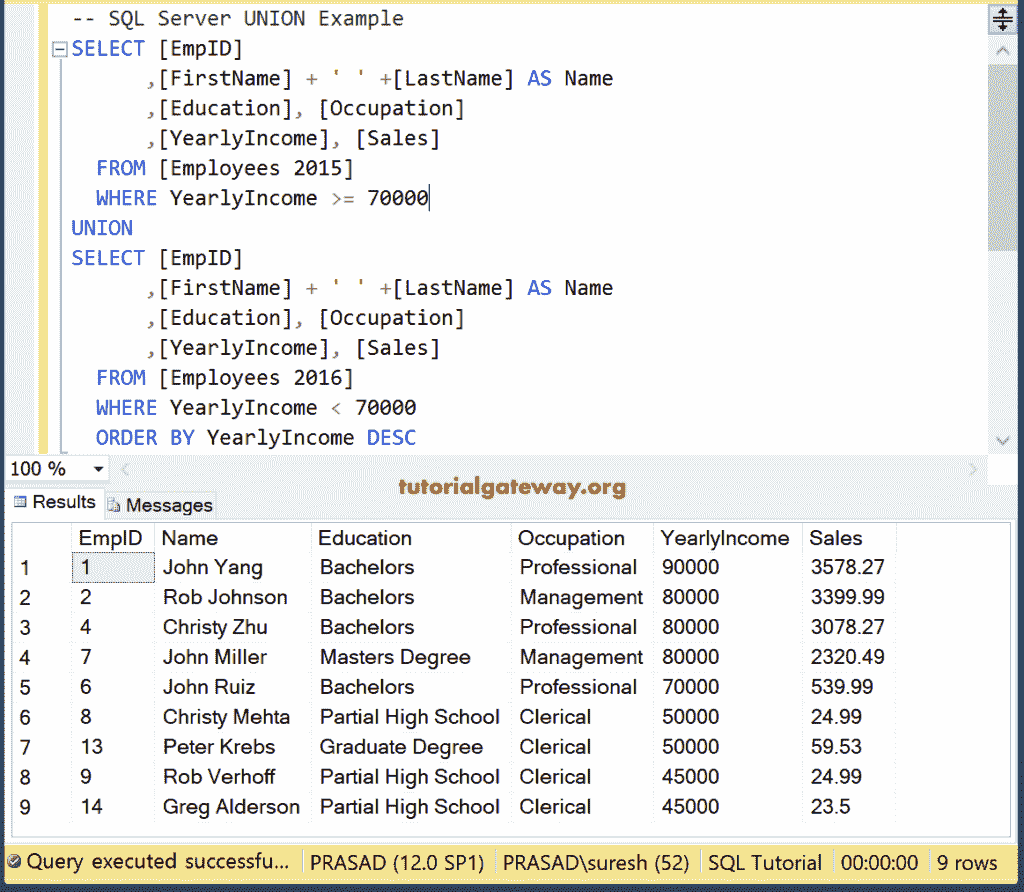 -- SQL Server UNION Example
SELECT [EmpID]
,[FirstName] + ' ' +[LastName] AS Name
,[Education], [Occupation]
,[YearlyIncome], [Sales]
FROM [Employees 2015]
WHERE YearlyIncome >= 70000
UNION
SELECT [EmpID]
,[FirstName] + ' ' +[LastName] AS Name
,[Education], [Occupation]
,[YearlyIncome], [Sales]
FROM [Employees 2016]
WHERE YearlyIncome < 70000
ORDER BY YearlyIncome DESC
100 %
tutorialgateway.org
Results Messages
EmpID Name Education Occupation YearlyIncome Sales
1 1 John Yang Bachelors Professional 90000 3578.27
2 2 Rob Johnson Bachelors Management 80000 3399.99
3 4 Christy Zhu Bachelors Professional 80000 3078.27
4 7 John Miller Masters Degree Management 80000 2320.49
5 6 John Ruiz Bachelors Professional 70000 539.99
6 8 Christy Mehta Partial High School Clerical 50000 24.99
7 13 Peter Krebs Graduate Degree Clerical 50000 59.53
8 9 Rob Verhoff Partial High School Clerical 45000 24.99
9 14 Greg Alderson Partial High School Clerical 45000 23.5
Query executed successfu... PRASAD (12.0 SP1) PRASAD\suresh (52) SQL Tutorial 00:00:00 9 rows